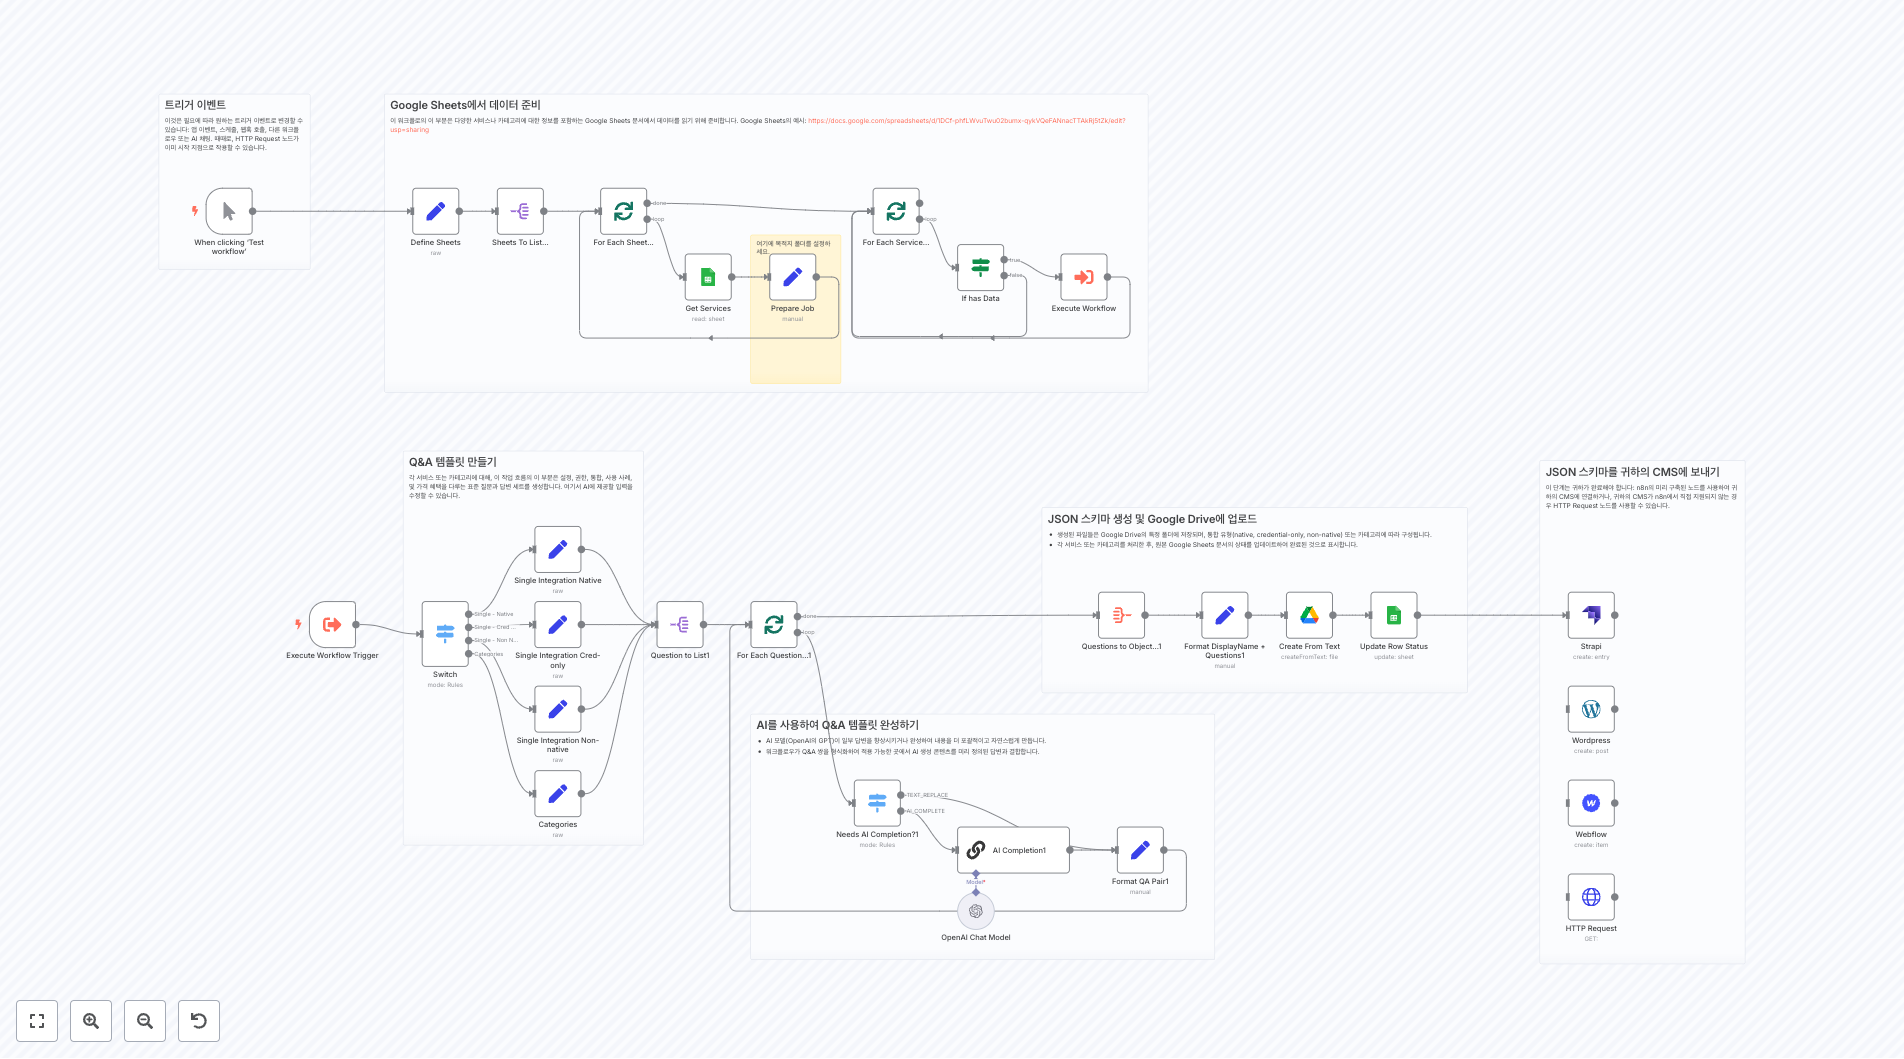 트리거 이벤트
이것은 필요에 따라 원하는 트리거 이벤트로 변경할 수
있습니다: 앱 이벤트, 스케줄, 웹훅 호출, 다른 워크플
로우 또는 AI 채팅. 때때로, HTTP Request 노드가
이미 시작 지점으로 작용할 수 있습니다.
When clicking 'Test
workflow'
Google Sheets에서 데이터 준비
이 워크플로의 이 부분은 다양한 서비스나 카테고리에 대한 정보를 포함하는 Google Sheets 문서에서 데이터를 읽기 위해 준비합니다. Google Sheets의 예시:
usp=sharing
Define Sheets
raw
Sheets To List...
For Each Sheet...
done
loop
Get Services
read: sheet
여기에 목적지 폴더를 설정하
세요.
Prepare Job
manual
For Each Service...
loop
If has Data
true
false
Execute Workflow
Q&A 템플릿 만들기
각 서비스 또는 카테고리에 대해, 이 작업 흐름의 이 부분은 설정, 권한, 통합, 사용 사례,
및 가격 혜택을 다루는 표준 질문과 답변 세트를 생성합니다. 여기서 AI에 제공할 입력을
수정할 수 있습니다.
Execute Workflow Trigger
Switch
mode: Rules
Single - Native
Single - Cred ...
Single - Non N...
Categories
Single Integration Native
raw
Single Integration Cred-
only
raw
Single Integration Non-
native
raw
Categories
raw
Question to List1
For Each Question...1
done
loop
JSON 스키마 생성 및 Google Drive에 업로드
생성된 파일들은 Google Drive의 특정 폴더에 저장되며, 통합 유형(native, credential-only, non-native) 또는 카테고리에 따라 구성됩니다.
각 서비스 또는 카테고리를 처리한 후, 원본 Google Sheets 문서의 상태를 업데이트하여 완료된 것으로 표시합니다.
Questions to Object...1
Format DisplayName +
Questions1
manual
Create From Text
createFromText: file
Update Row Status
update: sheet
AI를 사용하여 Q&A 템플릿 완성하기
AI 모델(OpenAI의 GPT)이 일부 답변을 향상시키거나 완성하여 내용을 더 포괄적이고 자연스럽게 만듭니다.
워크플로우가 Q&A 쌍을 형식화하여 적용 가능한 곳에서 AI 생성 콘텐츠를 미리 정의된 답변과 결합합니다.
Needs AI Completion?1
mode: Rules
TEXT_REPLACE
AI_COMPLETE
AI Completion1
Model*
OpenAI Chat Model
Format QA Pair1
manual
JSON 스키마를 귀하의 CMS에 보내기
이 단계는 귀하가 완료해야 합니다: n8n의 미리 구축된 노드를 사용하여 귀
하의 CMS에 연결하거나, 귀하의 CMS가 n8n에서 직접 지원되지 않는 경
우 HTTP Request 노드를 사용할 수 있습니다.
Strapi
create: entry
Wordpress
create: post
Webflow
create: item
HTTP Request
GET: